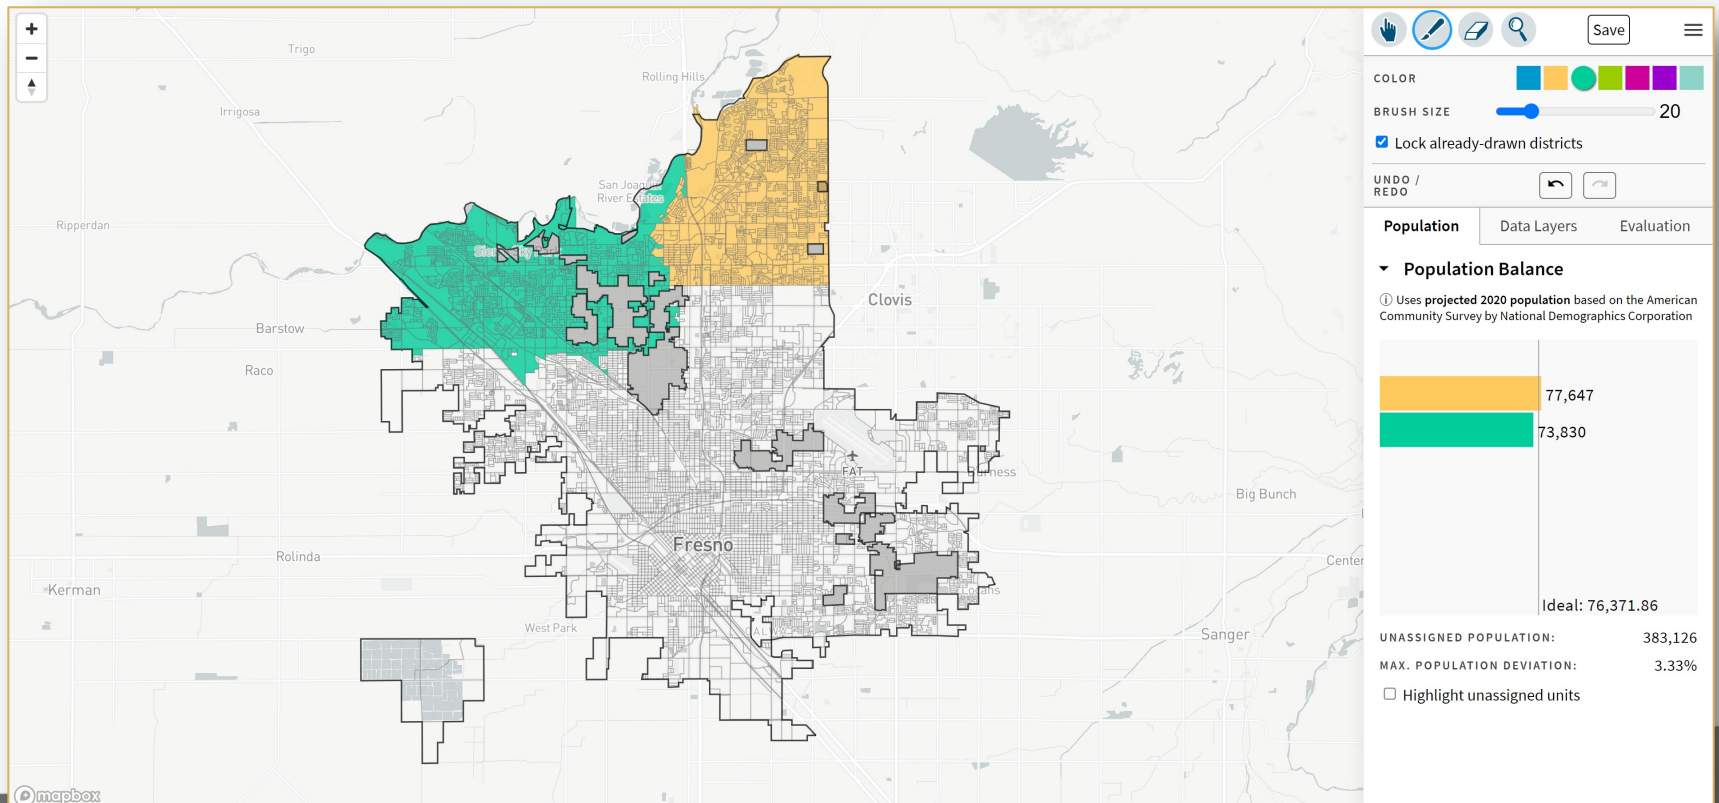 Trigo
Rolling Hills
Irrigosa
San Joaquin
River Estates
Ripperdan
Clovis
Barstow
Raco
FAT
Big Bunch
Fresno
Rolinda
Kerman
West Park
Sanger
Center
mapbox
Save
COLOR
BRUSH SIZE 20
Lock already-drawn districts
UNDO /
REDO
Population Data Layers Evaluation
Population Balance
Uses projected 2020 population based on the American
Community Survey by National Demographics Corporation
77,647
73,830
Ideal: 76,371.86
UNASSIGNED POPULATION: 383,126
MAX. POPULATION DEVIATION: 3.33%
Highlight unassigned units